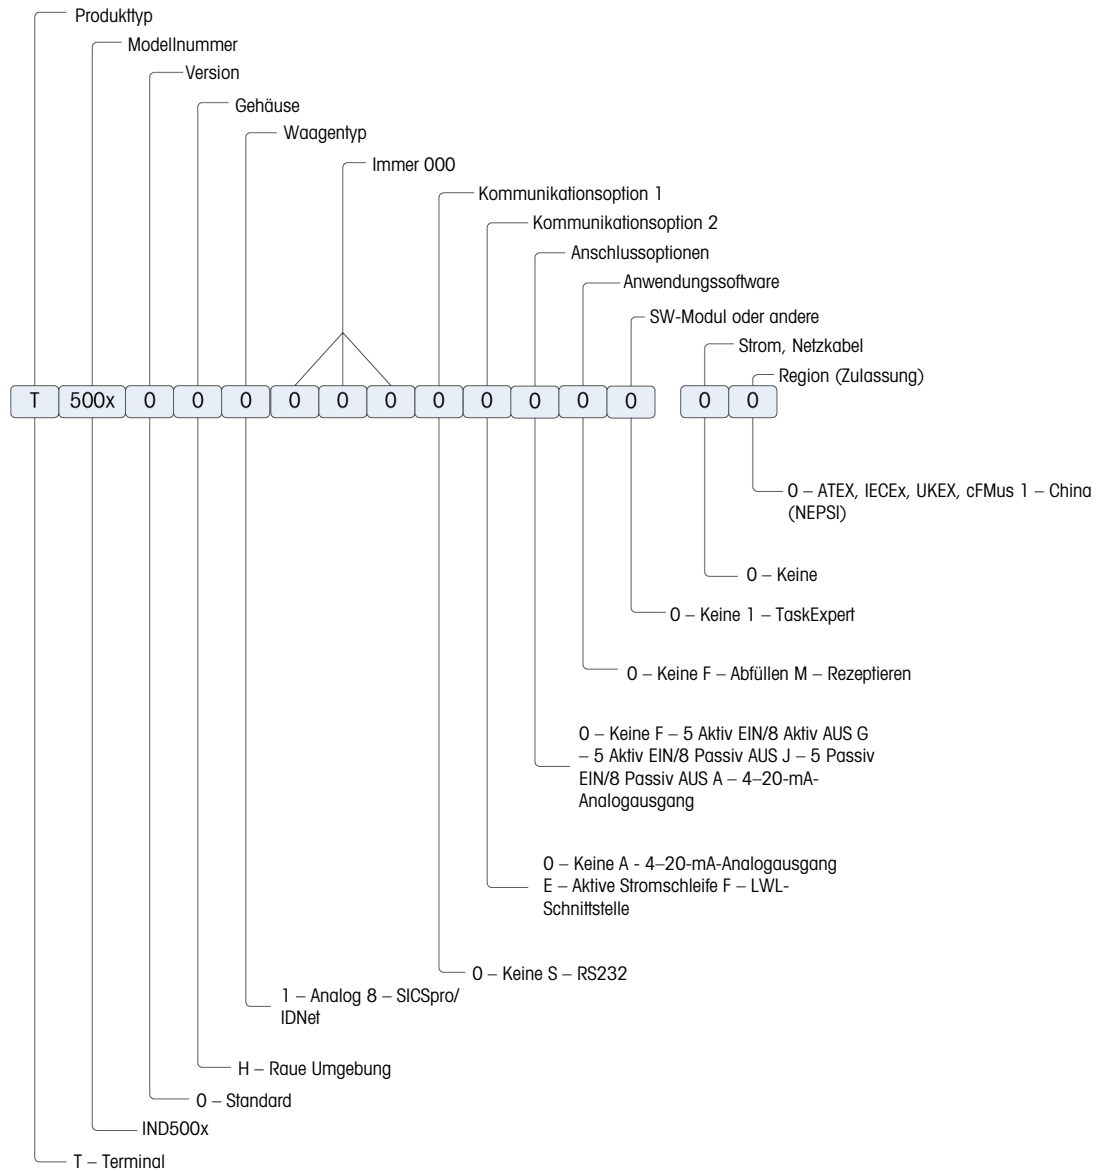 Produkttyp
Modellnummer
Version
Gehäuse
Waagentyp
Immer 000
Kommunikationsoption 1
Kommunikationsoption 2
Anschlussoptionen
Anwendungssoftware
SW-Modul oder andere
Strom, Netzkabel
Region (Zulassung)
T 500x 0 0 0 0 0 0 0 0 0 0 0 0 0
0 – ATEX, IECEx, UKEX, cFMus 1 – China
(NEPSI)
0 – Keine
0 – Keine 1 – TaskExpert
0 – Keine F – Abfüllen M – Rezeptieren
0 – Keine F – 5 Aktiv EIN/8 Aktiv AUS G
– 5 Aktiv EIN/8 Passiv AUS J – 5 Passiv
EIN/8 Passiv AUS A – 4–20-mA-
Analogausgang
0 – Keine A - 4–20-mA-Analogausgang
E – Aktive Stromschleife F – LWL-
Schnittstelle
0 – Keine S – RS232
1 – Analog 8 – SICSpro/
IDNet
H – Raue Umgebung
0 – Standard
IND500x
T – Terminal